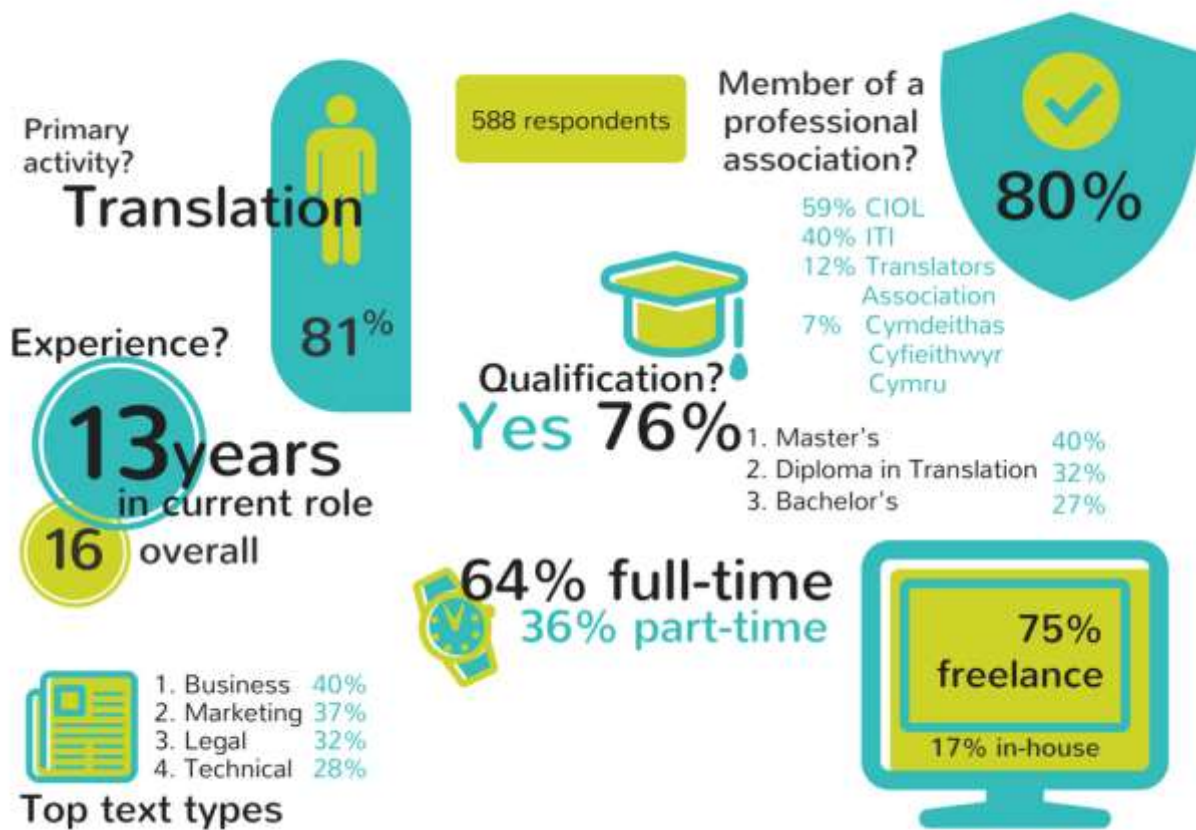 Primary
activity?
Translation
81%
588 respondents
Member of a
professional
association?
80%
59% CIOL
40% ITI
12% Translators
Association
7% Cymdeithas
Cyfieithwyr
Cymru
Experience?
13 years
in current role
16 overall
Qualification?
Yes 76%
1. Master's 40%
2. Diploma in Translation 32%
3. Bachelor's 27%
64% full-time
36% part-time
75%
freelance
17% in-house
1. Business 40%
2. Marketing 37%
3. Legal 32%
4. Technical 28%
Top text types